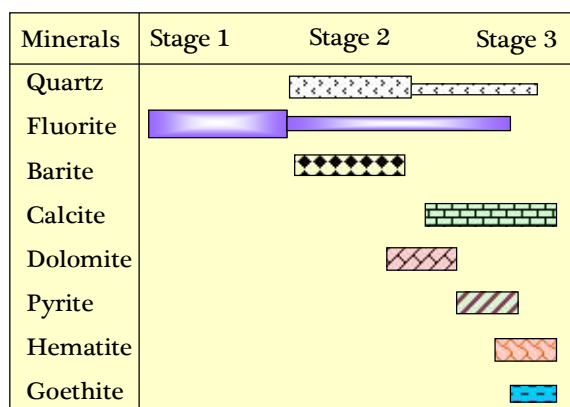 Minerals Stage 1 Stage 2 Stage 3
Quartz
Fluorite
Barite
Calcite
Dolomite
Pyrite
Hematite
Goethite